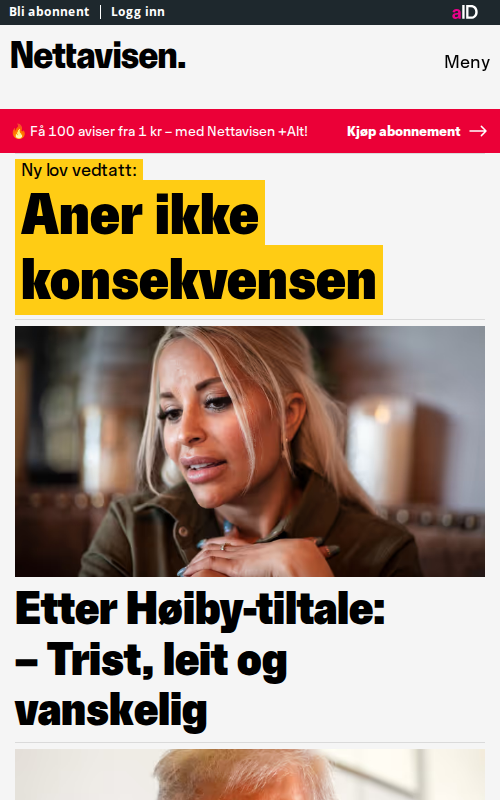 Bli abonnent | Logg inn
aID
Nettavisen.
Meny
🔥 Få 100 aviser fra 1 kr – med Nettavisen +Alt!
Kjøp abonnement →
Ny lov vedtatt:
Aner ikke
konsekvensen
Etter Høiby-tiltale:
– Trist, leit og
vanskelig